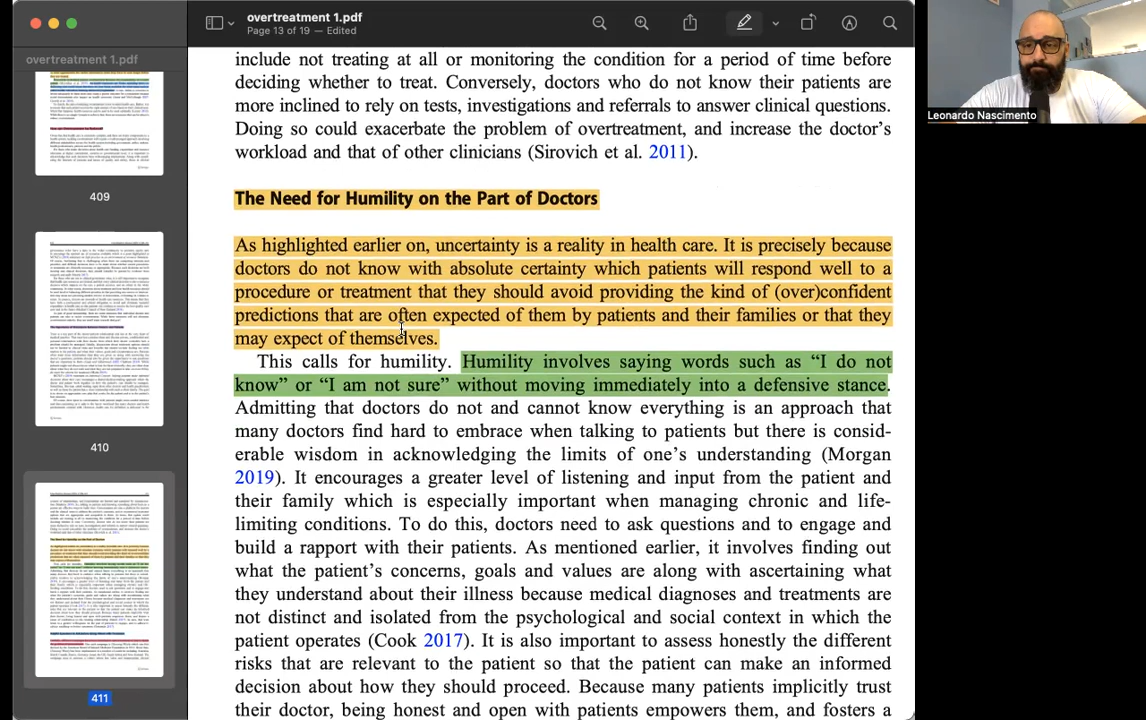 overtreatment 1.pdf
Page 13 of 19 — Edited
overtreatment 1.pdf
409
410
411
include not treating at all or monitoring the condition for a period of time before
deciding whether to treat. Conversely, doctors who do not know their patients are
more inclined to rely on tests, investigations and referrals to answer clinical questions.
Doing so could exacerbate the problem of overtreatment, and increase the doctor's
workload and that of other clinicians (Sirovich et al. 2011).
The Need for Humility on the Part of Doctors
As highlighted earlier on, uncertainty is a reality in health care. It is precisely because
doctors do not know with absolute certainty which patients will respond well to a
procedure or treatment that they should avoid providing the kind of (over)confident
predictions that are often expected of them by patients and their families or that they
may expect of themselves.
This calls for humility. Humility involves saying words such as "I do not
know" or "I am not sure" without moving immediately into a defensive stance.
Admitting that doctors do not and cannot know everything is an approach that
many doctors find hard to embrace when talking to patients but there is consid-
erable wisdom in acknowledging the limits of one's understanding (Morgan
2019). It encourages a greater level of listening and input from the patient and
their family which is especially important when managing chronic and life-
limiting conditions. To do this, doctors need to ask questions and to engage and
build a rapport with their patients. As mentioned earlier, it involves finding out
what the patient's concerns, goals and values are along with ascertaining what
they understand about their illness because medical diagnoses and treatments are
not distinct and isolated from the psychological and social context in which the
patient operates (Cook 2017). It is also important to assess honestly the different
risks that are relevant to the patient so that the patient can make an informed
decision about how they should proceed. Because many patients implicitly trust
their doctor, being honest and open with patients empowers them, and fosters a
Leonardo Nascimento